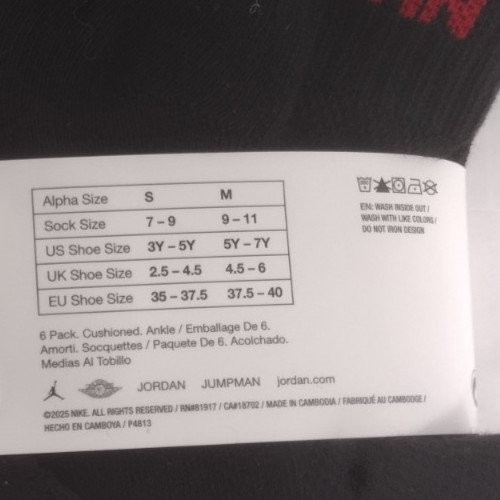 Alpha Size S M
Sock Size 7 – 9 9 – 11
US Shoe Size 3Y – 5Y 5Y – 7Y
UK Shoe Size 2.5 – 4.5 4.5 – 6
EU Shoe Size 35 – 37.5 37.5 – 40
EN: WASH INSIDE OUT /
WASH WITH LIKE COLORS /
DO NOT IRON DESIGN
6 Pack. Cushioned. Ankle / Emballage De 6.
Amorti. Socquettes / Paquete De 6. Acolchado.
Medias Al Tobillo
JORDAN JUMPMAN jordan.com
©2025 NIKE. ALL RIGHTS RESERVED / RN#81917 / CA#18702 / MADE IN CAMBODIA / FABRIQUÉ AU CAMBODGE /
HECHO EN CAMBOYA / P4813